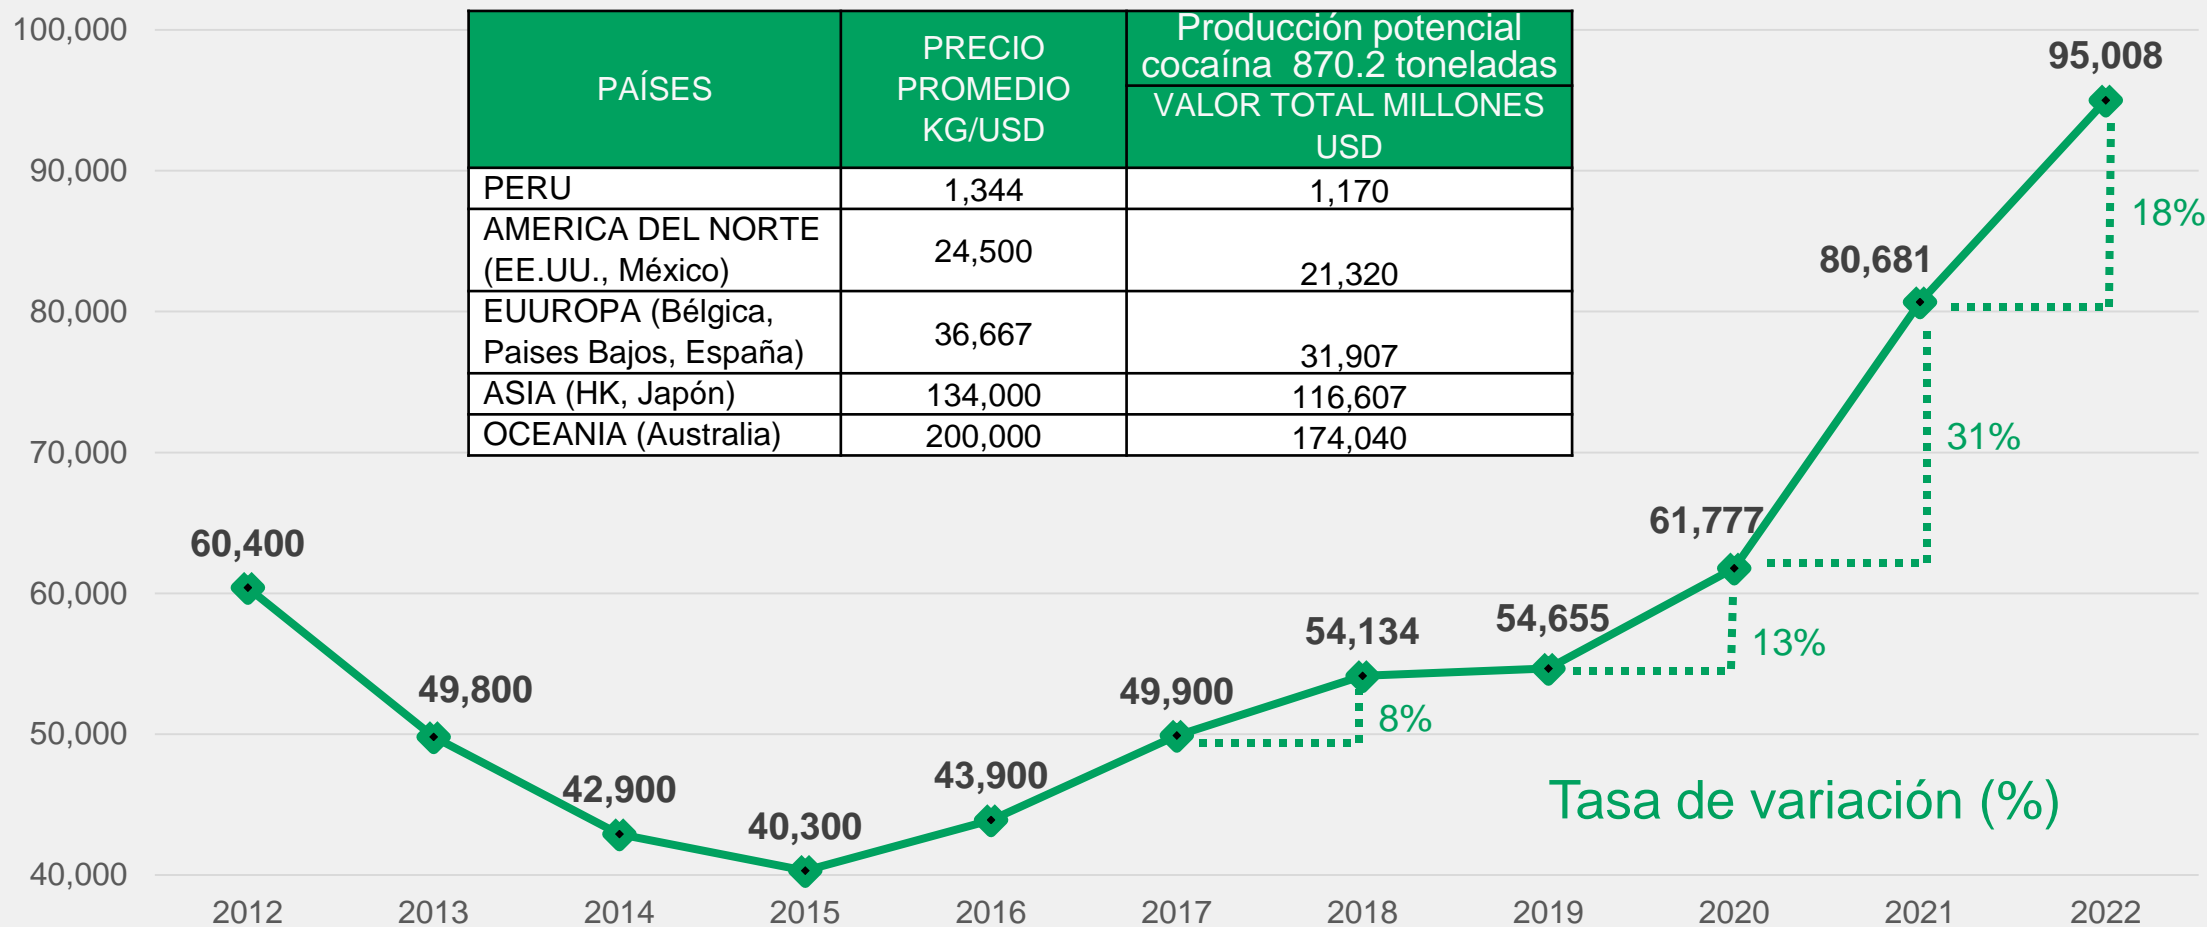 100,000
90,000
80,000
70,000
60,000
50,000
40,000
PAÍSES
PRECIO
PROMEDIO
KG/USD
Producción potencial
cocaína 870.2 toneladas
VALOR TOTAL MILLONES
USD
PERU
1,344
1,170
AMERICA DEL NORTE
(EE.UU., México)
24,500
21,320
EUUROPA (Bélgica,
Paises Bajos, España)
36,667
31,907
ASIA (HK, Japón)
134,000
116,607
OCEANIA (Australia)
200,000
174,040
60,400
49,800
42,900
40,300
43,900
49,900
54,134
54,655
61,777
80,681
95,008
8%
13%
31%
18%
Tasa de variación (%)
2012
2013
2014
2015
2016
2017
2018
2019
2020
2021
2022